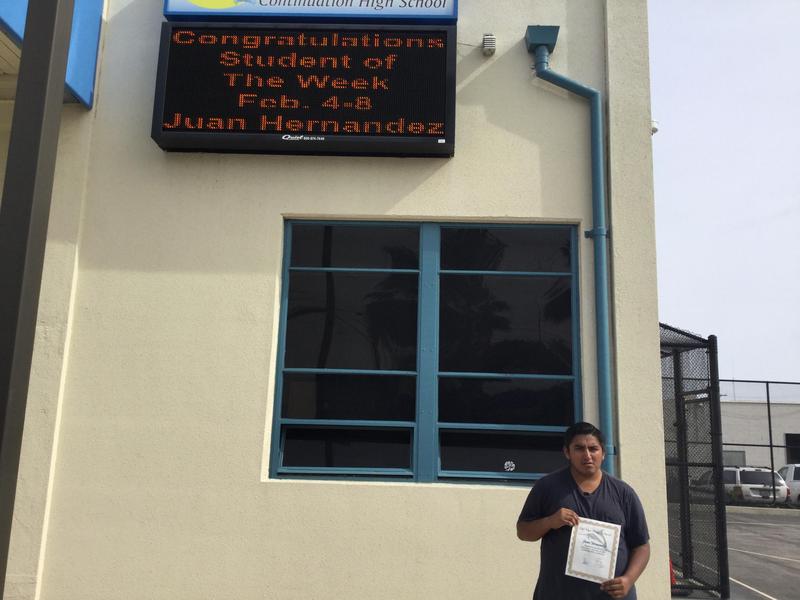 Continuation High School
Congratulations
Student of
The Week
Feb. 4-8
Juan Hernandez